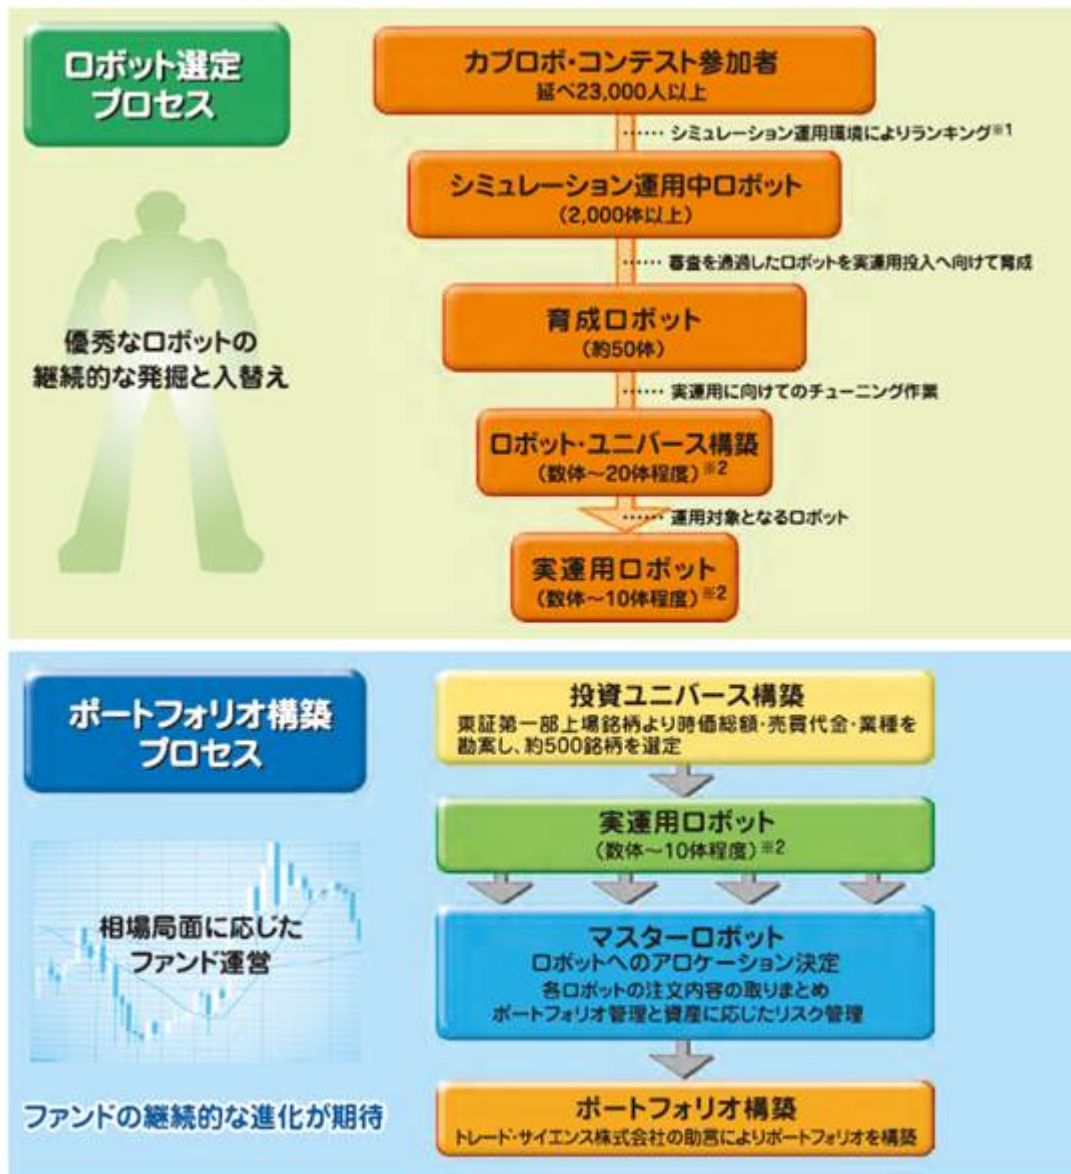 ロボット選定
プロセス
優秀なロボットの
継続的な発掘と入替え
カブロボ・コンテスト参加者
延べ23,000人以上
…… シミュレーション運用環境によりランキング※1
シミュレーション運用中ロボット
(2,000体以上)
…… 審査を通過したロボットを実運用投入へ向けて育成
育成ロボット
(約50体)
…… 実運用に向けてのチューニング作業
ロボット・ユニバース構築
(数体～20体程度)※2
…… 運用対象となるロボット
実運用ロボット
(数体～10体程度)※2
ポートフォリオ構築
プロセス
相場局面に応じた
ファンド運営
ファンドの継続的な進化が期待
投資ユニバース構築
東証第一部上場銘柄より時価総額・売買代金・業種を
勘案し、約500銘柄を選定
実運用ロボット
(数体～10体程度)※2
マスターロボット
ロボットへのアロケーション決定
各ロボットの注文内容の取りまとめ
ポートフォリオ管理と資産に応じたリスク管理
ポートフォリオ構築
トレード・サイエンス株式会社の助言によりポートフォリオを構築